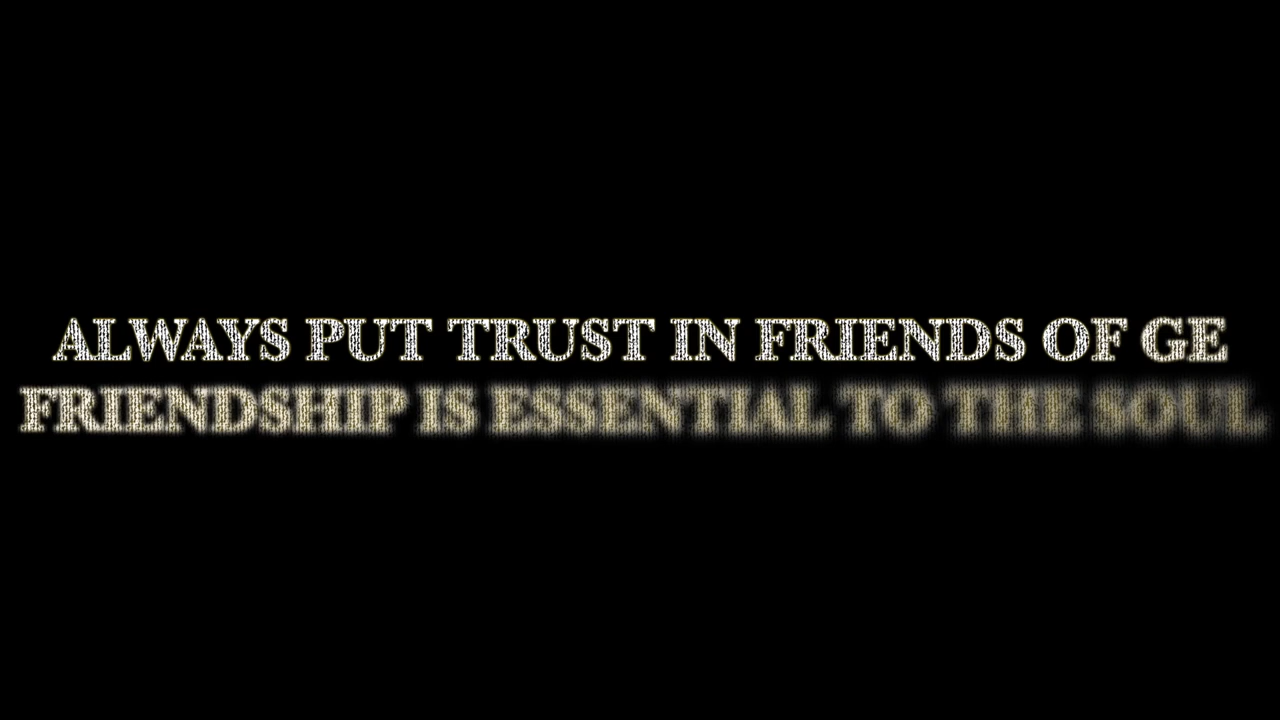 ALWAYS PUT TRUST IN FRIENDS OF GE
FRIENDSHIP IS ESSENTIAL TO THE SOUL